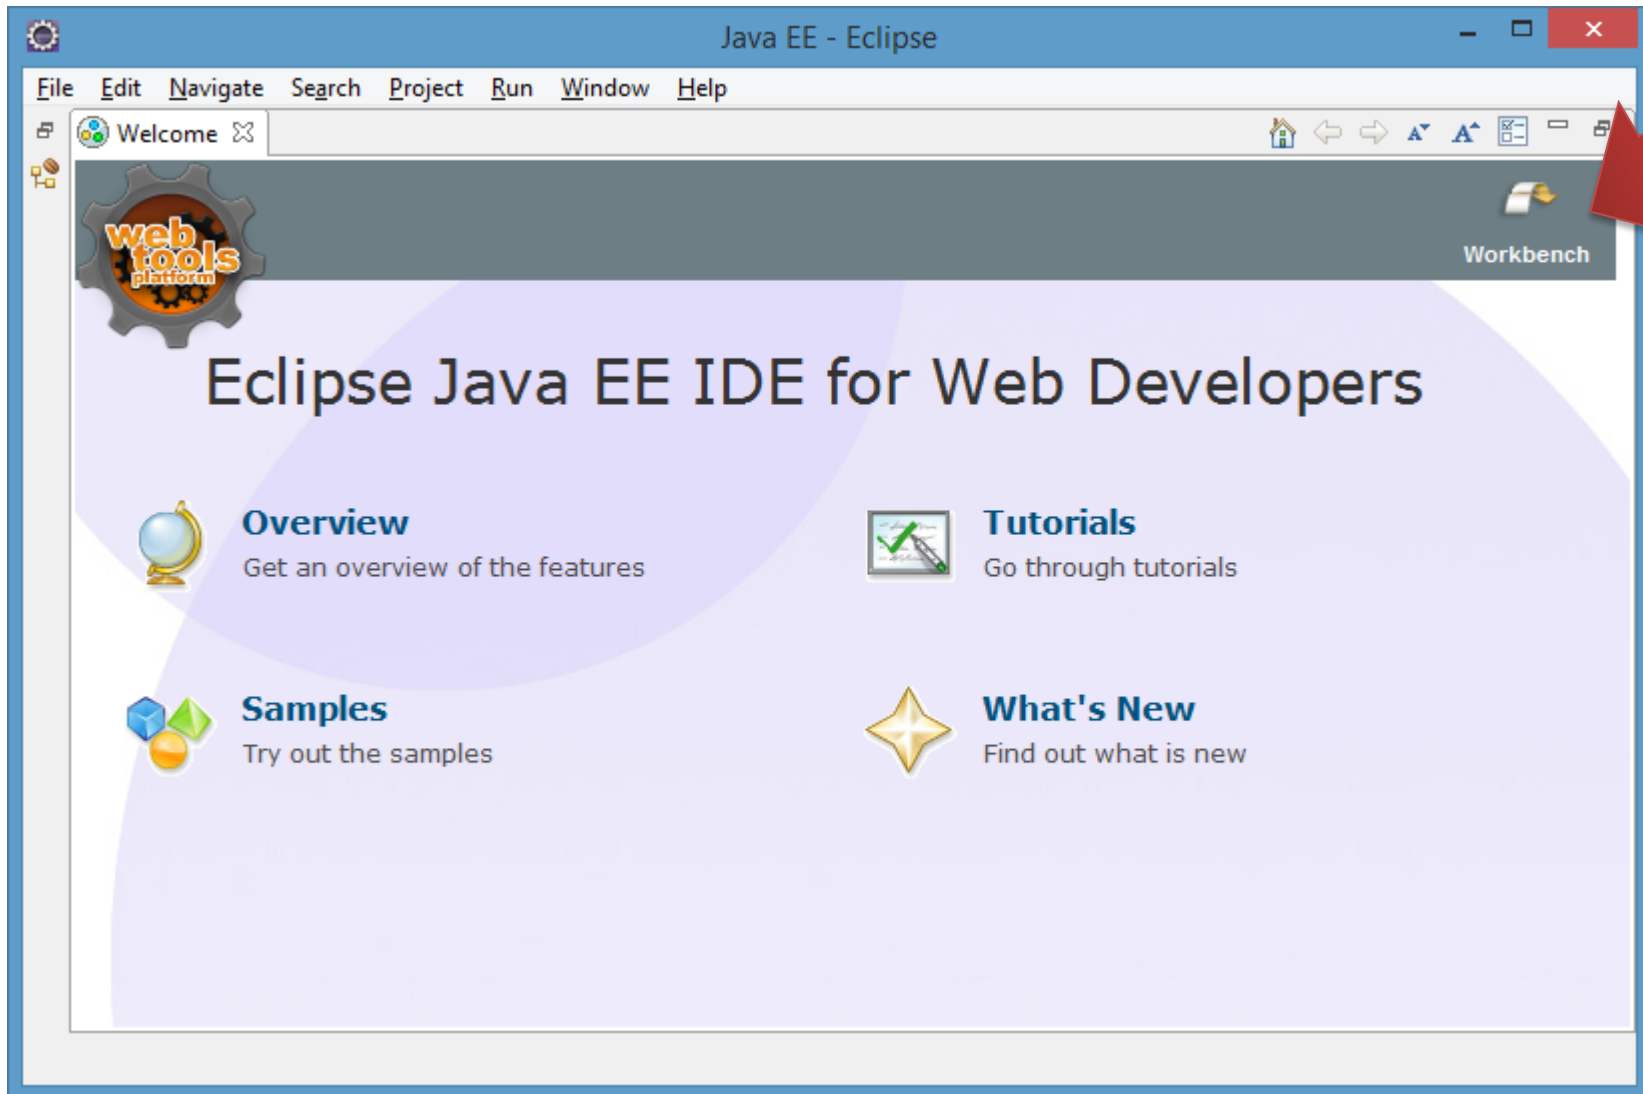 Java EE - Eclipse
File Edit Navigate Search Project Run Window Help
Welcome
web
tools
platform
Workbench
Eclipse Java EE IDE for Web Developers
Overview
Get an overview of the features
Tutorials
Go through tutorials
Samples
Try out the samples
What's New
Find out what is new